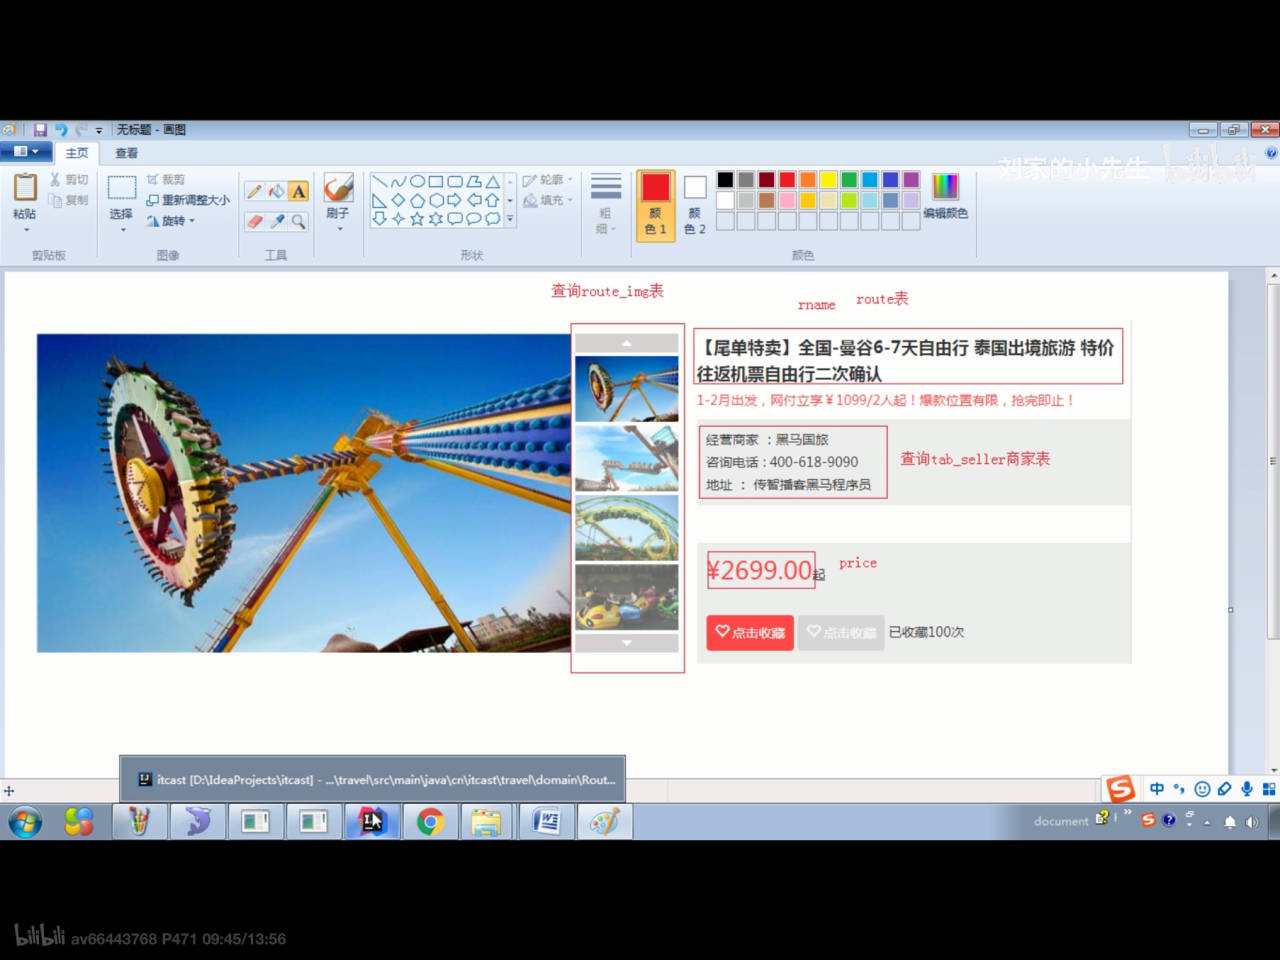 无标题 - 画图
主页
查看
刘家的小先生
bilibili
粘贴
剪切
复制
剪贴板
选择
裁剪
重新调整大小
旋转
图像
A
工具
刷子
轮廓
填充
形状
粗细
颜色 1
颜色 2
编辑颜色
颜色
查询route_img表
rname
route表
【尾单特卖】全国-曼谷6-7天自由行 泰国出境旅游 特价
往返机票自由行二次确认
1-2月出发，网付立享￥1099/2人起！爆款位置有限，抢完即止！
经营商家 ：黑马国旅
咨询电话 : 400-618-9090
地址 ： 传智播客黑马程序员
查询tab_seller商家表
¥2699.00起
price
点击收藏
点击收藏
已收藏100次
itcast [D:\IdeaProjects\itcast] - ...\travel\src\main\java\cn\itcast\travel\domain\Rout...
中
document
bilibili av66443768 P471 09:45/13:56